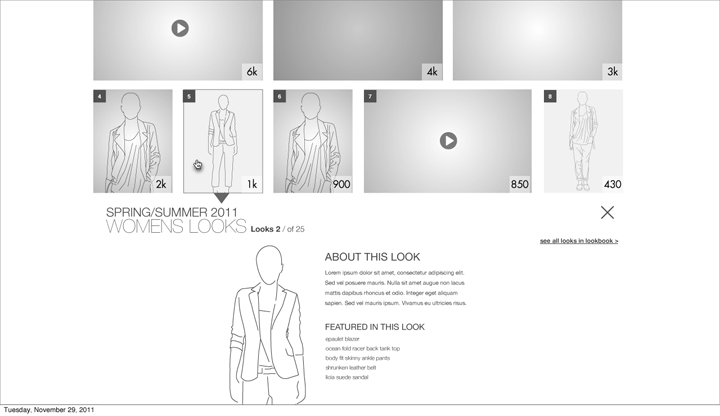 6k
4k
3k
4
5
6
7
8
2k
1k
900
850
430
SPRING/SUMMER 2011
WOMENS LOOKS Looks 2 / of 25
see all looks in lookbook >
ABOUT THIS LOOK
Lorem ipsum dolor sit amet, consectetur adipiscing elit.
Sed vel posuere mauris. Nulla sit amet augue non lacus
mattis dapibus rhoncus et odio. Integer eget aliquam
sapien. Sed vel mauris ipsum. Vivamus eu ultricies risus.
FEATURED IN THIS LOOK
epaulet blazer
ocean fold racer back tank top
body fit skinny ankle pants
shrunken leather belt
licia suede sandal
Tuesday, November 29, 2011